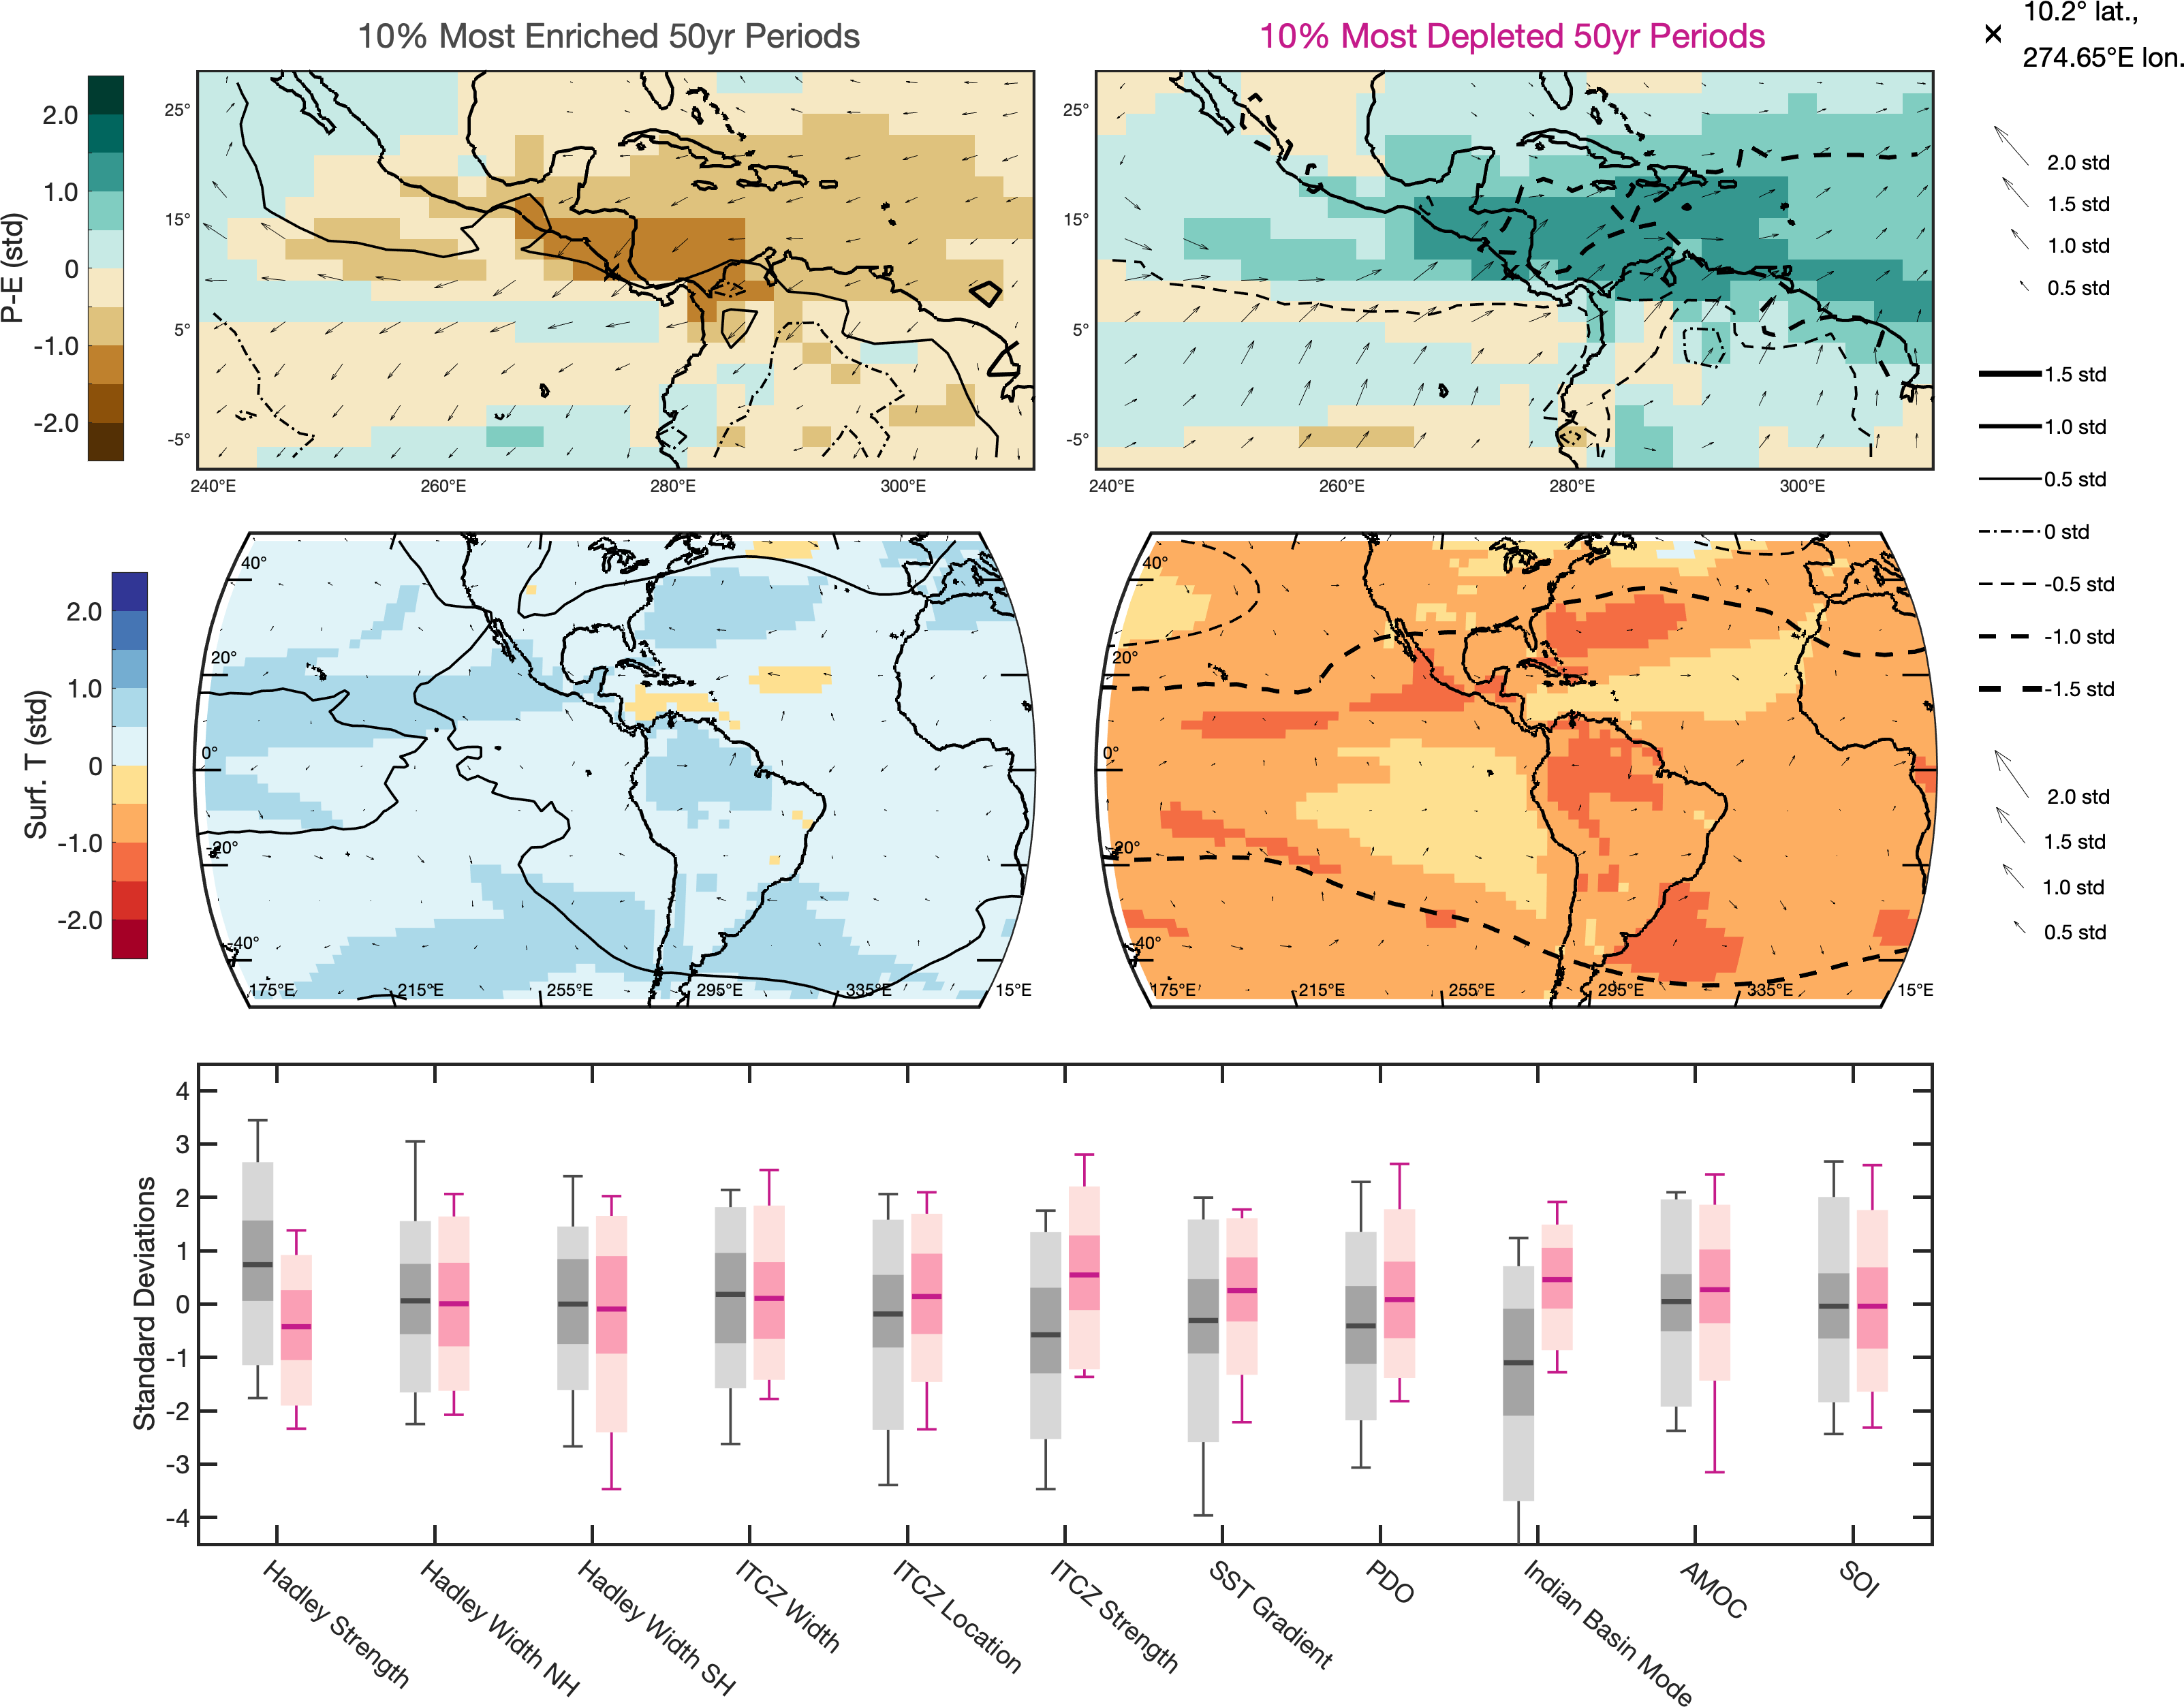 10% Most Enriched 50yr Periods
10% Most Depleted 50yr Periods
10.2° lat.,
274.65°E lon.
P-E (std)
2.0
1.0
0
-1.0
-2.0
25°
15°
5°
-5°
240°E
260°E
280°E
300°E
25°
15°
5°
-5°
240°E
260°E
280°E
300°E
2.0 std
1.5 std
1.0 std
0.5 std
1.5 std
1.0 std
0.5 std
0 std
-0.5 std
-1.0 std
-1.5 std
Surf. T (std)
2.0
1.0
0
-1.0
-2.0
40°
20°
0°
-20°
-40°
175°E
215°E
255°E
295°E
335°E
15°E
40°
20°
0°
-20°
-40°
175°E
215°E
255°E
295°E
335°E
15°E
2.0 std
1.5 std
1.0 std
0.5 std
Standard Deviations
4
3
2
1
0
-1
-2
-3
-4
Hadley Strength
Hadley Width NH
Hadley Width SH
ITCZ Width
ITCZ Location
ITCZ Strength
SST Gradient
PDO
Indian Basin Mode
AMOC
SOI